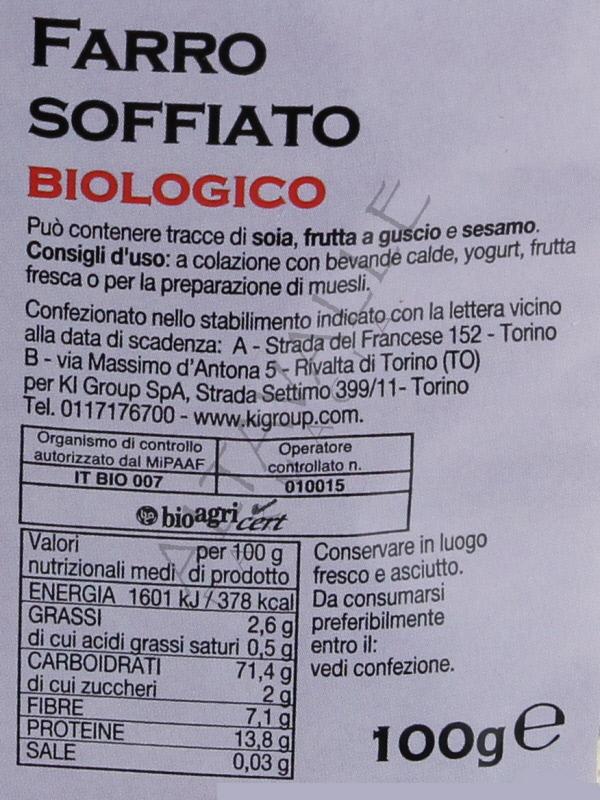 FARRO
SOFFIATO
BIOLOGICO
Può contenere tracce di soia, frutta a guscio e sesamo.
Consigli d'uso: a colazione con bevande calde, yogurt, frutta
fresca o per la preparazione di muesli.
Confezionato nello stabilimento indicato con la lettera vicino
alla data di scadenza: A - Strada del Francese 152 - Torino
B - via Massimo d'Antona 5 - Rivalta di Torino (TO)
per KI Group SpA, Strada Settimo 399/11- Torino
Tel. 0117176700 - www.kigroup.com.
Organismo di controllo
autorizzato dal MiPAAF
IT BIO 007
Operatore
controllato n.
010015
bioagricert
Valori per 100 g
nutrizionali medi di prodotto
ENERGIA 1601 kJ / 378 kcal
GRASSI 2,6 g
di cui acidi grassi saturi 0,5 g
CARBOIDRATI 71,4 g
di cui zuccheri 2 g
FIBRE 7,1 g
PROTEINE 13,8 g
SALE 0,03 g
Conservare in luogo
fresco e asciutto.
Da consumarsi
preferibilmente
entro il:
vedi confezione.
100g e
ALTAVALLE